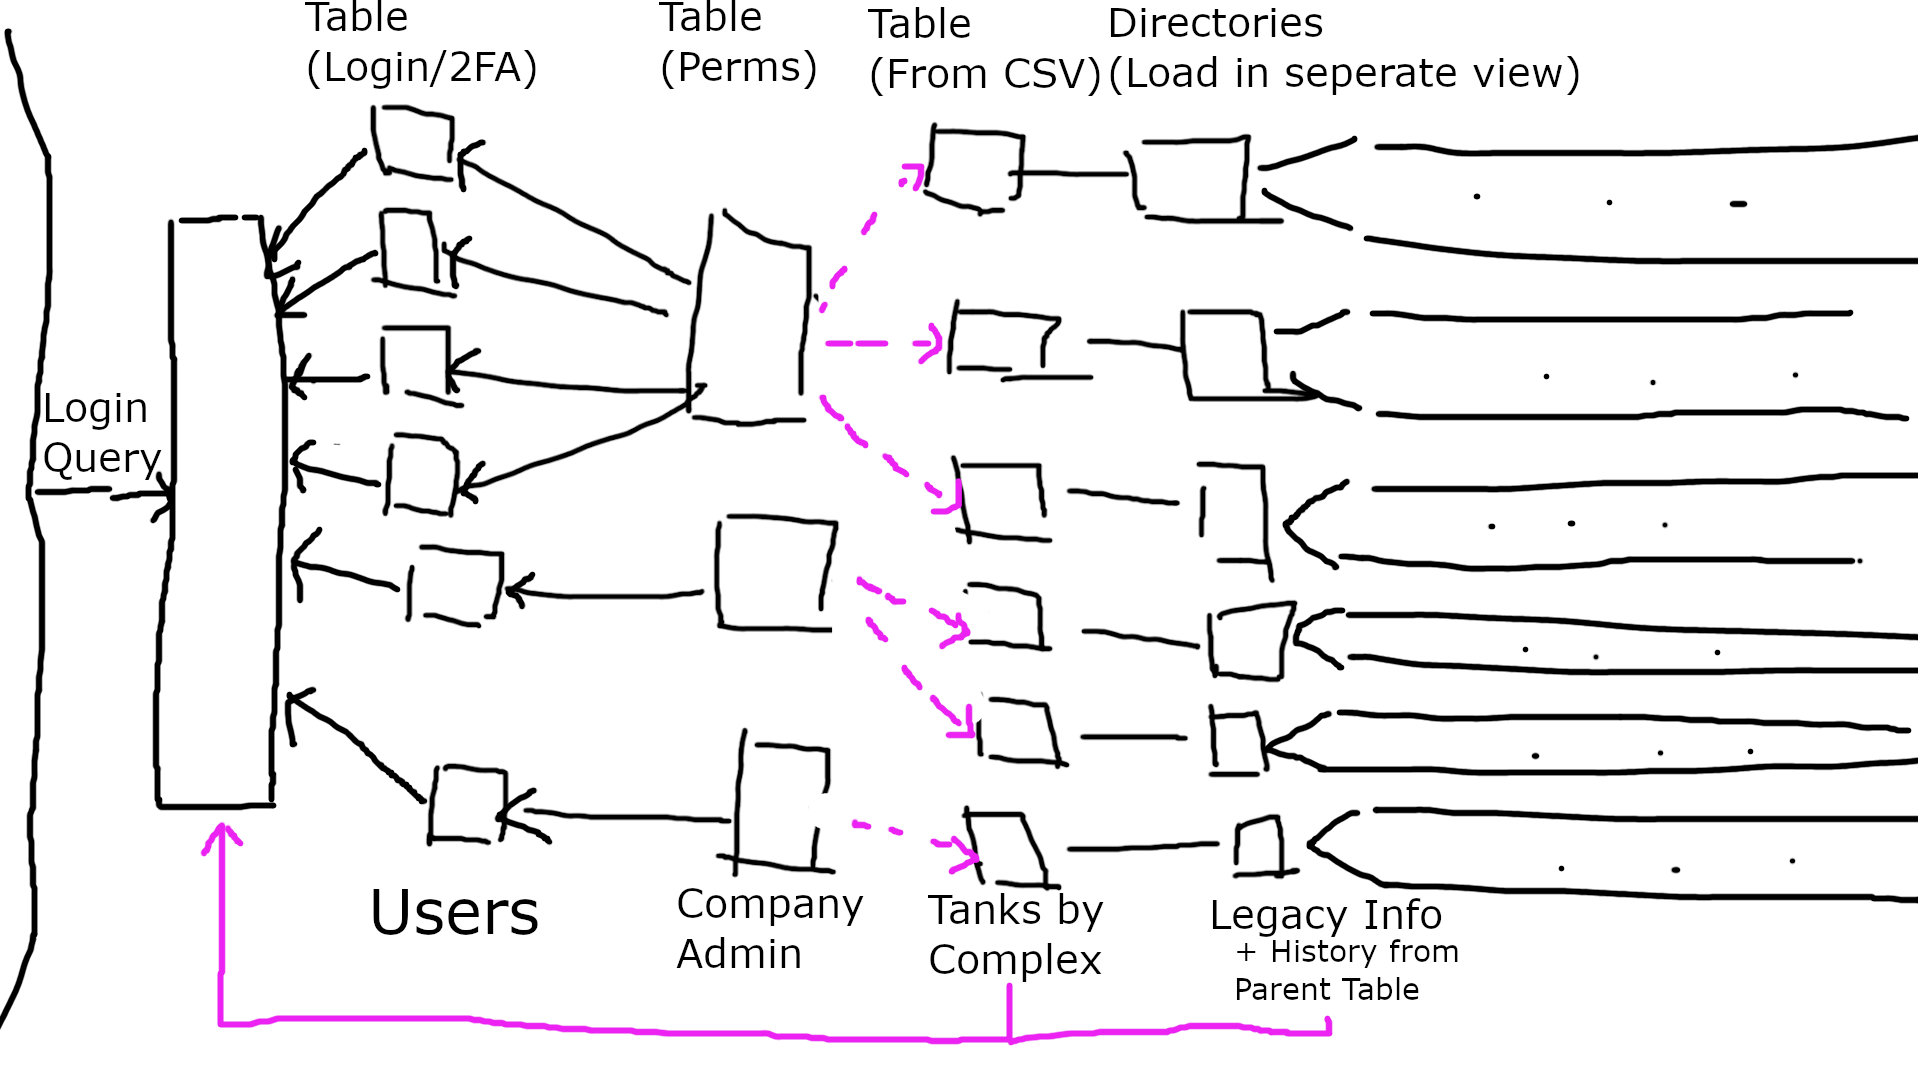 Table
(Login/2FA)
Table
(Perms)
Table
(From CSV)
Directories
(Load in seperate view)
Login
Query
Users
Company
Admin
Tanks by
Complex
Legacy Info
+ History from
Parent Table